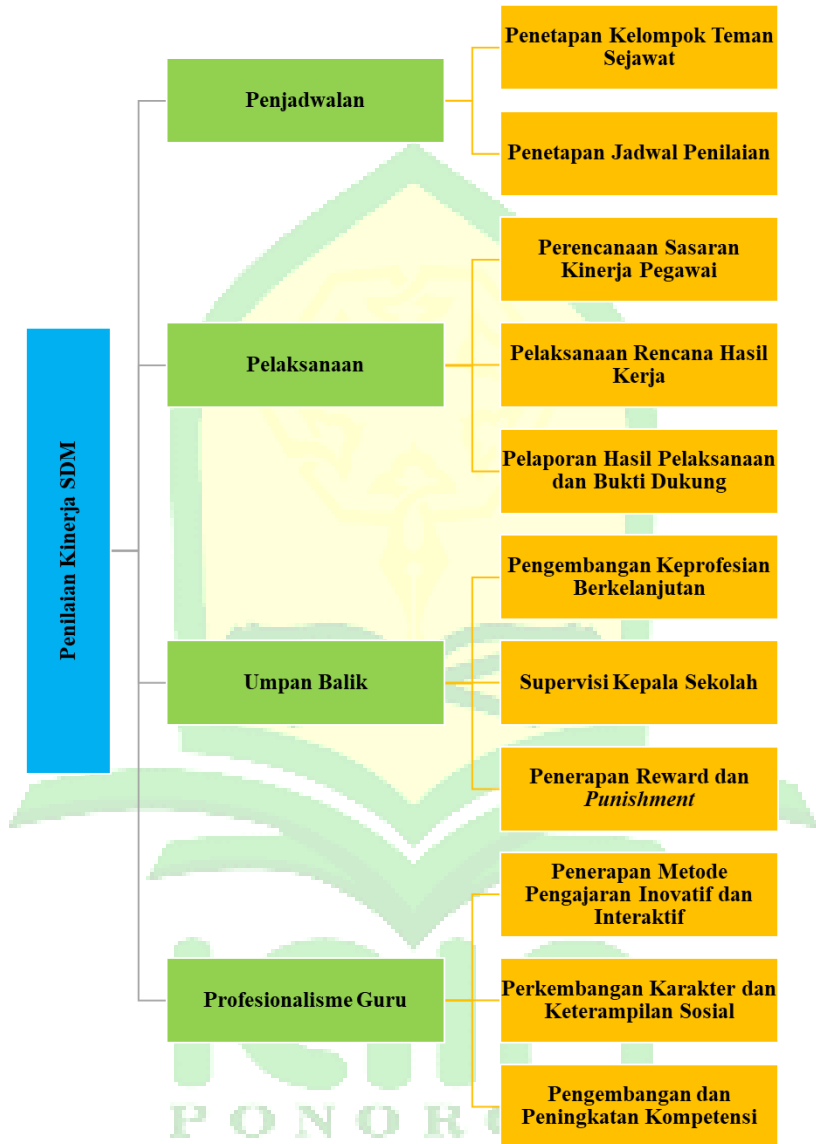 Penilaian Kinerja SDM
Penjadwalan
Penetapan Kelompok Teman
Sejawat
Penetapan Jadwal Penilaian
Pelaksanaan
Perencanaan Sasaran
Kinerja Pegawai
Pelaksanaan Rencana Hasil
Kerja
Pelaporan Hasil Pelaksanaan
dan Bukti Dukung
Umpan Balik
Pengembangan Keprofesian
Berkelanjutan
Supervisi Kepala Sekolah
Penerapan Reward dan
Punishment
Profesionalisme Guru
Penerapan Metode
Pengajaran Inovatif dan
Interaktif
Perkembangan Karakter dan
Keterampilan Sosial
Pengembangan dan
Peningkatan Kompetensi